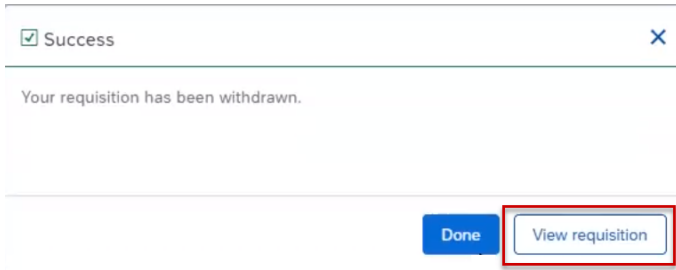 Success
Your requisition has been withdrawn.
Done
View requisition